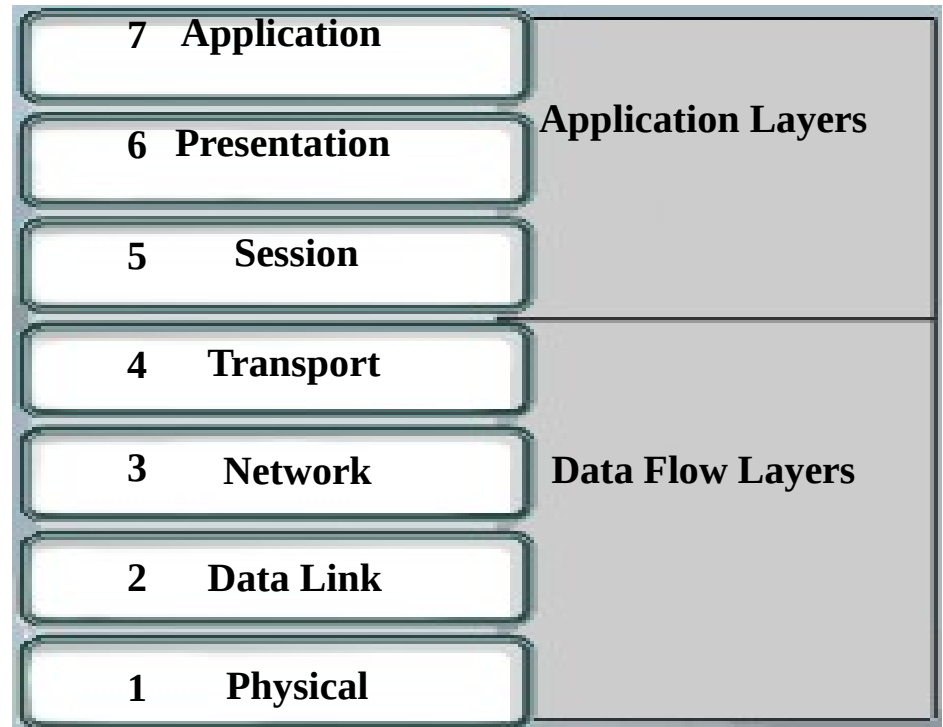 7 Application
Application Layers
6 Presentation
5 Session
4 Transport
3 Network
Data Flow Layers
2 Data Link
1 Physical